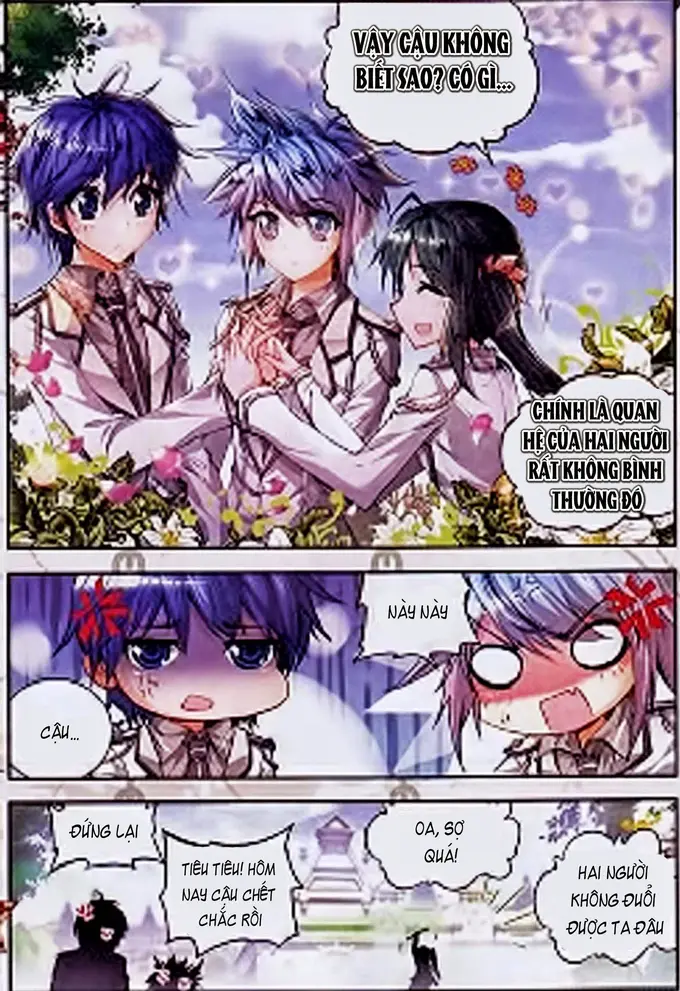 VẬY CẬU KHÔNG
BIẾT SAO? CÓ GÌ...
CHÍNH LÀ QUAN
HỆ CỦA HAI NGƯỜI
RẤT KHÔNG BÌNH
THƯỜNG ĐÓ
NÀY NÀY
CẬU...
ĐỨNG LẠI
TIÊU TIÊU! HÔM
NAY CẬU CHẾT
CHẮC RỒI
OA, SỢ
QUÁ!
HAI NGƯỜI
KHÔNG ĐUỔI
ĐƯỢC TA ĐÂU